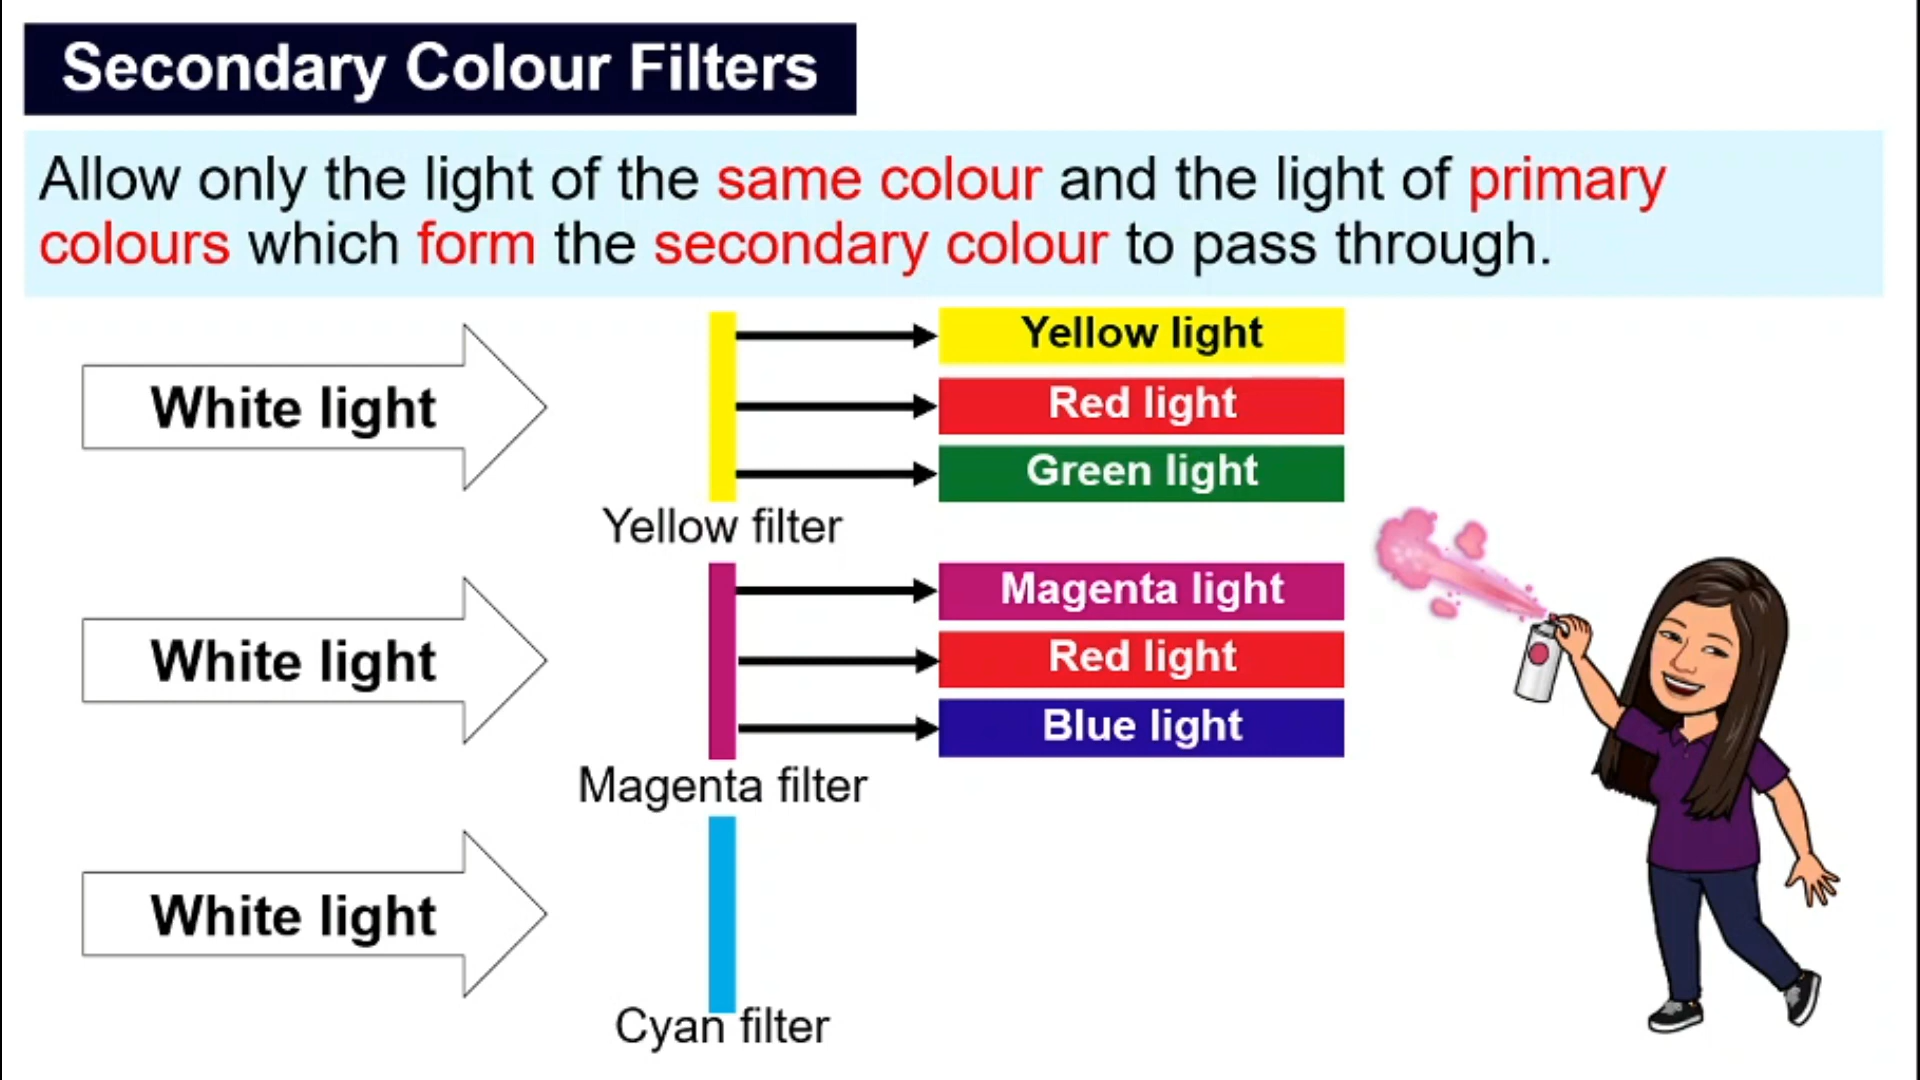 Secondary Colour Filters
Allow only the light of the same colour and the light of primary
colours which form the secondary colour to pass through.
White light
Yellow light
Red light
Green light
Yellow filter
White light
Magenta light
Red light
Blue light
Magenta filter
White light
Cyan filter